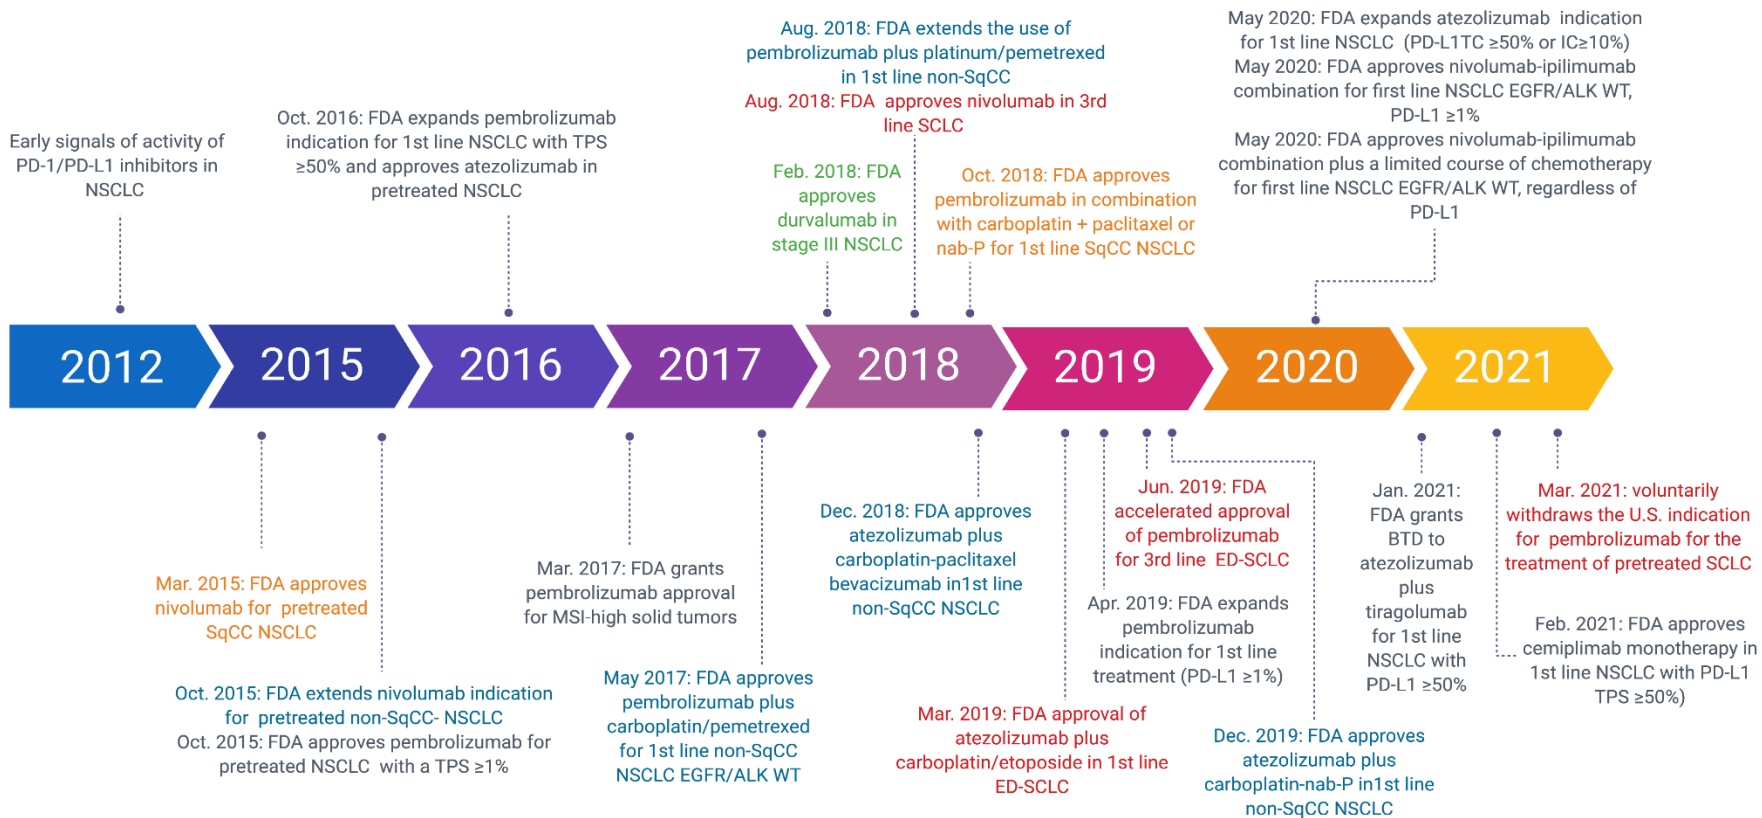 Early signals of activity of
PD-1/PD-L1 inhibitors in
NSCLC
Oct. 2016: FDA expands pembrolizumab
indication for 1st line NSCLC with TPS
≥50% and approves atezolizumab in
pretreated NSCLC
Aug. 2018: FDA extends the use of
pembrolizumab plus platinum/pemetrexed
in 1st line non-SqCC
Aug. 2018: FDA approves nivolumab in 3rd
line SCLC
Feb. 2018: FDA
approves
durvalumab in
stage III NSCLC
Oct. 2018: FDA approves
pembrolizumab in combination
with carboplatin + paclitaxel or
nab-P for 1st line SqCC NSCLC
May 2020: FDA expands atezolizumab indication
for 1st line NSCLC (PD-L1TC ≥50% or IC≥10%)
May 2020: FDA approves nivolumab-ipilimumab
combination for first line NSCLC EGFR/ALK WT,
PD-L1 ≥1%
May 2020: FDA approves nivolumab-ipilimumab
combination plus a limited course of chemotherapy
for first line NSCLC EGFR/ALK WT, regardless of
PD-L1
2012
2015
2016
2017
2018
2019
2020
2021
Mar. 2015: FDA approves
nivolumab for pretreated
SqCC NSCLC
Oct. 2015: FDA extends nivolumab indication
for pretreated non-SqCC- NSCLC
Oct. 2015: FDA approves pembrolizumab for
pretreated NSCLC with a TPS ≥1%
Mar. 2017: FDA grants
pembrolizumab approval
for MSI-high solid tumors
May 2017: FDA approves
pembrolizumab plus
carboplatin/pemetrexed
for 1st line non-SqCC
NSCLC EGFR/ALK WT
Dec. 2018: FDA approves
atezolizumab plus
carboplatin-paclitaxel
bevacizumab in1st line
non-SqCC NSCLC
Mar. 2019: FDA approval of
atezolizumab plus
carboplatin/etoposide in 1st line
ED-SCLC
Apr. 2019: FDA expands
pembrolizumab
indication for 1st line
treatment (PD-L1 ≥1%)
Jun. 2019: FDA
accelerated approval
of pembrolizumab
for 3rd line ED-SCLC
Dec. 2019: FDA approves
atezolizumab plus
carboplatin-nab-P in1st line
non-SqCC NSCLC
Jan. 2021:
FDA grants
BTD to
atezolizumab
plus
tiragolumab
for 1st line
NSCLC with
PD-L1 ≥50%
Mar. 2021: voluntarily
withdraws the U.S. indication
for pembrolizumab for the
treatment of pretreated SCLC
Feb. 2021: FDA approves
cemiplimab monotherapy in
1st line NSCLC with PD-L1
TPS ≥50%)